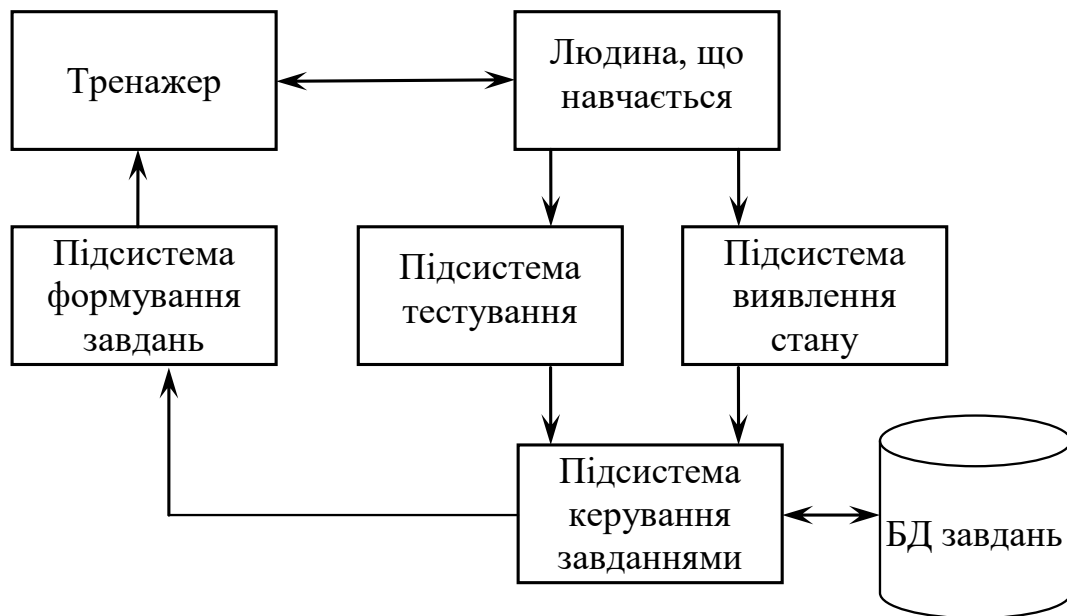 Тренажер
Людина, що
навчається
Підсистема
формування
завдань
Підсистема
тестування
Підсистема
виявлення
стану
Підсистема
керування
завданнями
БД завдань